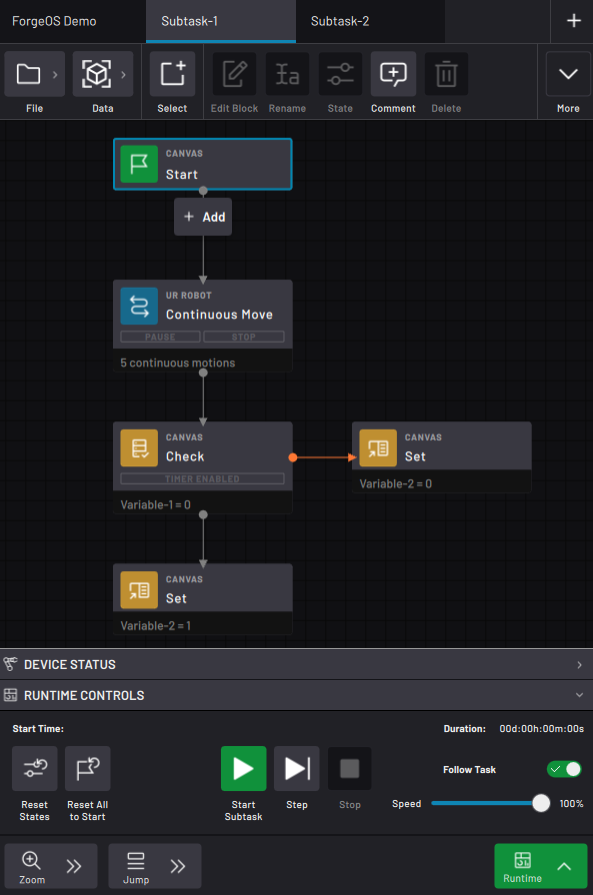 ForgeOS Demo
Subtask-1
Subtask-2
File
Data
Select
Edit Block
Rename
State
Comment
Delete
More
CANVAS
Start
+ Add
UR ROBOT
Continuous Move
PAUSE
STOP
5 continuous motions
CANVAS
Check
TIMER ENABLED
Variable-1 = 0
CANVAS
Set
Variable-2 = 0
CANVAS
Set
Variable-2 = 1
DEVICE STATUS
RUNTIME CONTROLS
Start Time:
Duration: 00d:00h:00m:00s
Reset
States
Reset All
to Start
Start
Subtask
Step
Stop
Follow Task
Speed
100%
Zoom
Jump
Runtime